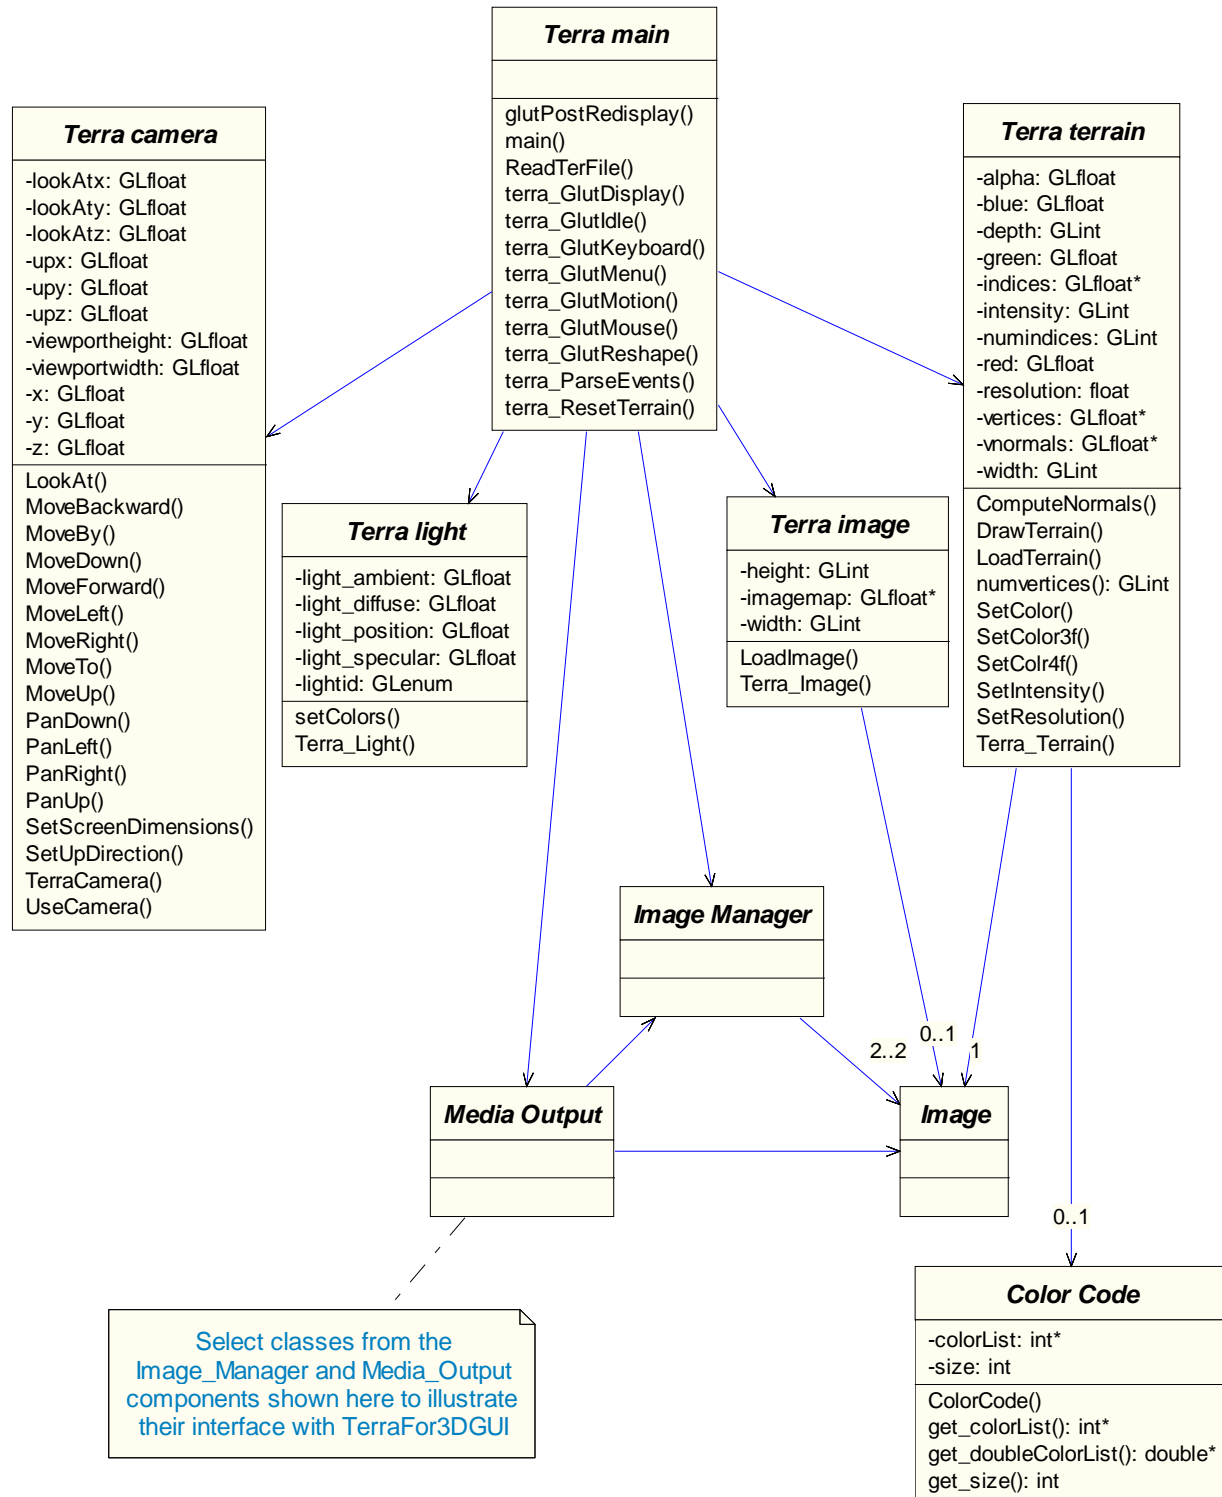 Terra main
glutPostRedisplay()
main()
ReadTerFile()
terra_GlutDisplay()
terra_GlutIdle()
terra_GlutKeyboard()
terra_GlutMenu()
terra_GlutMotion()
terra_GlutMouse()
terra_GlutReshape()
terra_ParseEvents()
terra_ResetTerrain()
Terra camera
-lookAtx: GLfloat
-lookAty: GLfloat
-lookAtz: GLfloat
-upx: GLfloat
-upy: GLfloat
-upz: GLfloat
-viewportheight: GLfloat
-viewportwidth: GLfloat
-x: GLfloat
-y: GLfloat
-z: GLfloat
LookAt()
MoveBackward()
MoveBy()
MoveDown()
MoveForward()
MoveLeft()
MoveRight()
MoveTo()
MoveUp()
PanDown()
PanLeft()
PanRight()
PanUp()
SetScreenDimensions()
SetUpDirection()
TerraCamera()
UseCamera()
Terra terrain
-alpha: GLfloat
-blue: GLfloat
-depth: GLint
-green: GLfloat
-indices: GLfloat*
-intensity: GLint
-numindices: GLint
-red: GLfloat
-resolution: float
-vertices: GLfloat*
-vnormals: GLfloat*
-width: GLint
ComputeNormals()
DrawTerrain()
LoadTerrain()
numvertices(): GLint
SetColor()
SetColor3f()
SetColr4f()
SetIntensity()
SetResolution()
Terra_Terrain()
Terra light
-light_ambient: GLfloat
-light_diffuse: GLfloat
-light_position: GLfloat
-light_specular: GLfloat
-lightid: GLenum
setColors()
Terra_Light()
Terra image
-height: GLint
-imagemap: GLfloat*
-width: GLint
LoadImage()
Terra_Image()
Image Manager
2..2
0..1
1
Media Output
Image
0..1
Color Code
-colorList: int*
-size: int
ColorCode()
get_colorList(): int*
get_doubleColorList(): double*
get_size(): int
Select classes from the
Image_Manager and Media_Output
components shown here to illustrate
their interface with TerraFor3DGUI